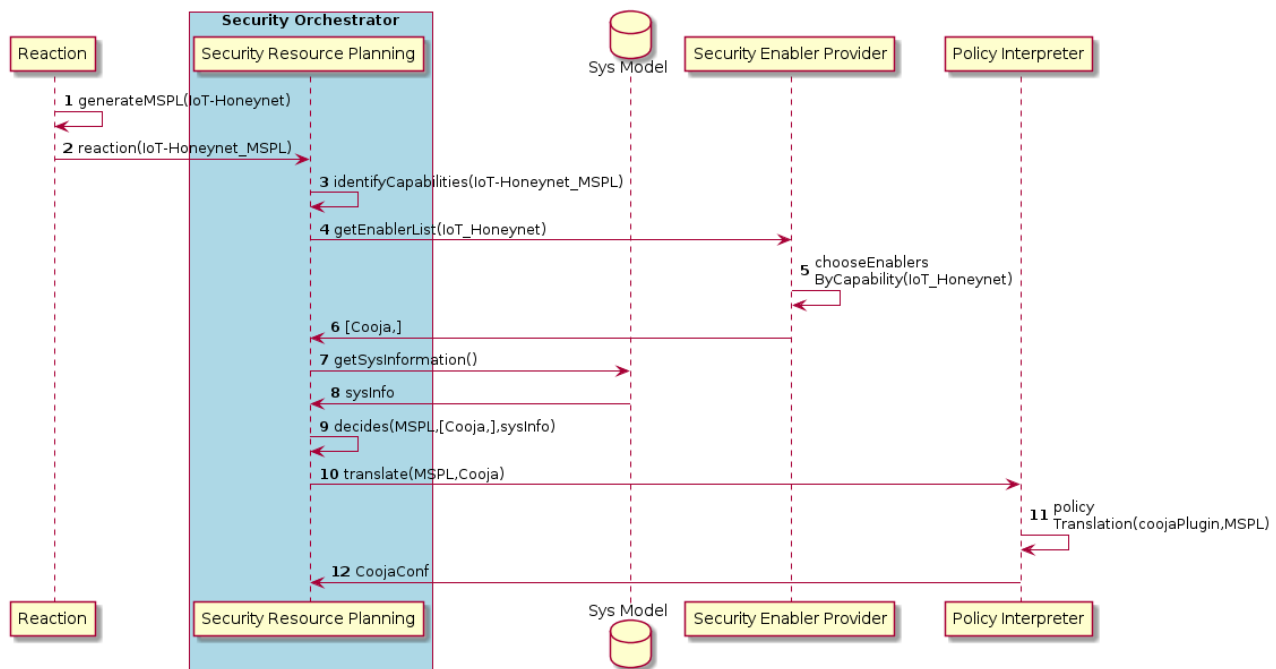 Security Orchestrator
Reaction
Security Resource Planning
Sys Model
Security Enabler Provider
Policy Interpreter
1 generateMSPL(IoT-Honeynet)
2 reaction(IoT-Honeynet_MSPL)
3 identifyCapabilities(IoT-Honeynet_MSPL)
4 getEnablerList(IoT_Honeynet)
5 chooseEnablers
ByCapability(IoT_Honeynet)
6 [Cooja,]
7 getSysInformation()
8 sysInfo
9 decides(MSPL,[Cooja,],sysInfo)
10 translate(MSPL,Cooja)
11 policy
Translation(coojaPlugin,MSPL)
12 CoojaConf
Reaction
Security Resource Planning
Sys Model
Security Enabler Provider
Policy Interpreter